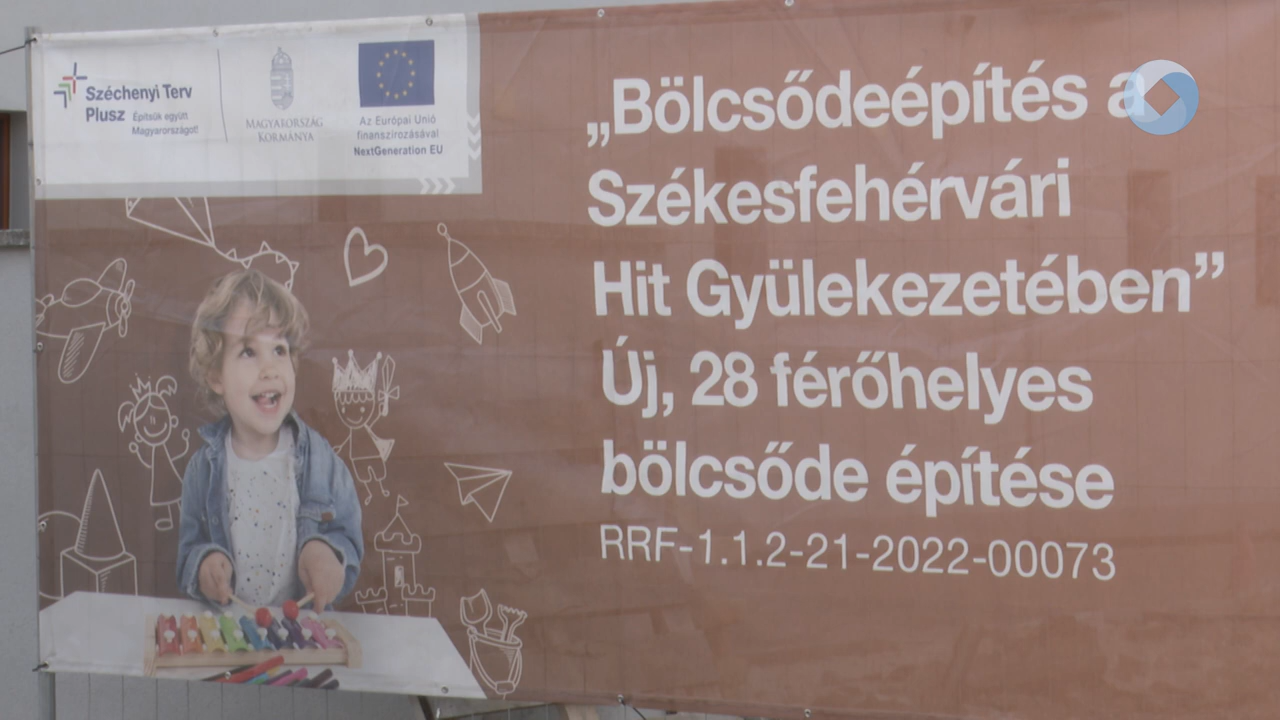 Széchenyi Terv
Plusz
Építsük együtt
Magyarországot!
MAGYARORSZÁG
KORMÁNYA
Az Európai Unió
finanszírozásával
NextGeneration EU
„Bölcsődeépítés a
Székesfehérvári
Hit Gyülekezetében”
Új, 28 férőhelyes
bölcsőde építése
RRF-1.1.2-21-2022-00073